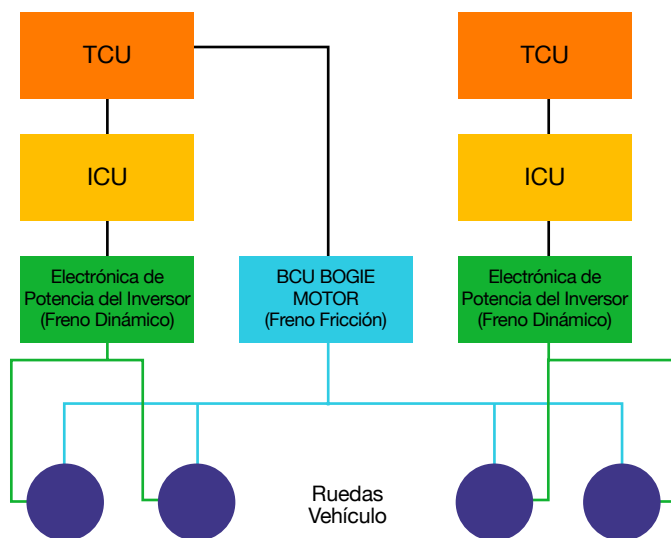 TCU
TCU
ICU
ICU
Electrónica de
Potencia del Inversor
(Freno Dinámico)
BCU BOGIE
MOTOR
(Freno Fricción)
Electrónica de
Potencia del Inversor
(Freno Dinámico)
Ruedas
Vehículo